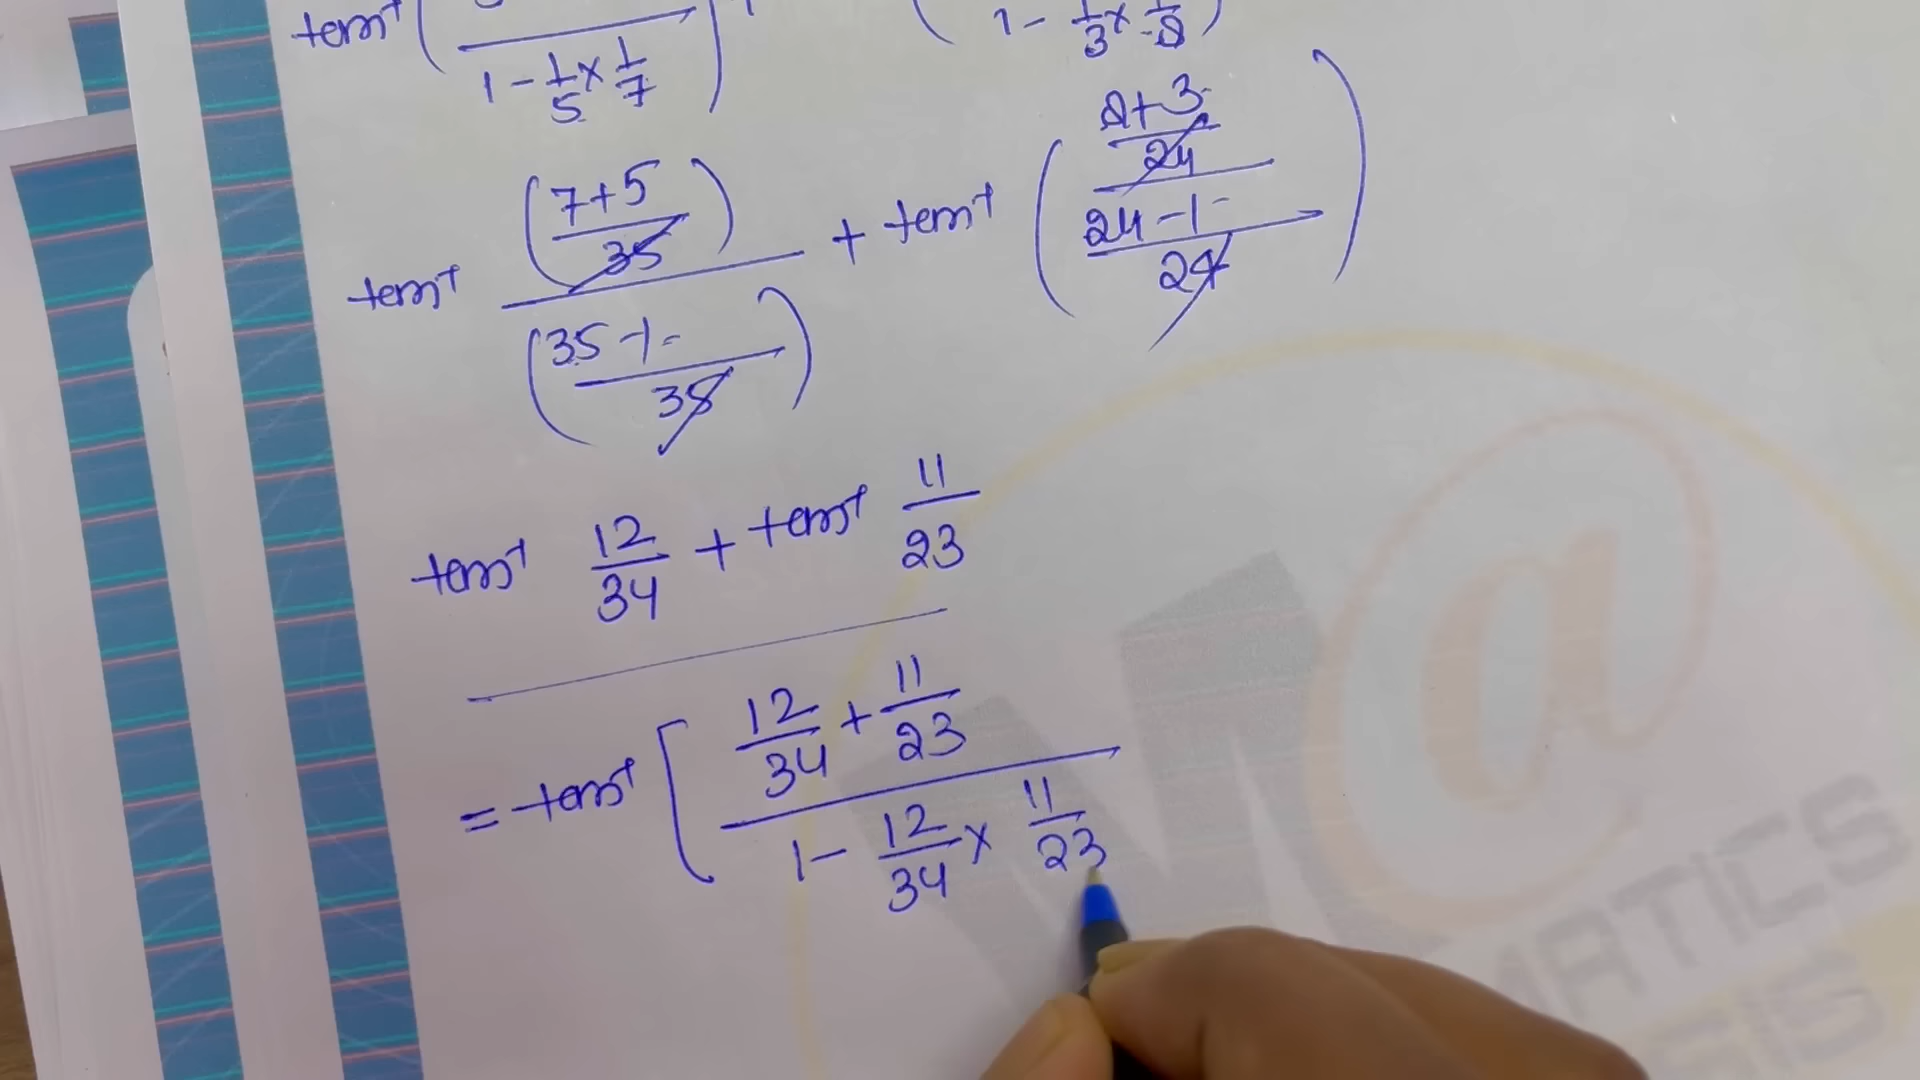 tan⁻¹ ( / 1 - 1/5 × 1/7 ) + ( 1 - 1/3 × 1/8 )
tan⁻¹ ((7+5)/35) / ((35-1)/35) + tan⁻¹ ( ((8+3)/24) / ((24-1)/24) )
tan⁻¹ 12/34 + tan⁻¹ 11/23
= tan⁻¹ [ (12/34 + 11/23) / (1 - 12/34 × 11/23)